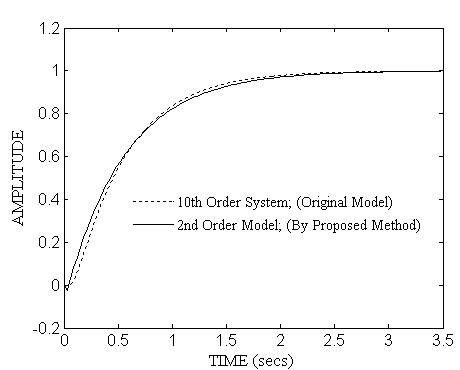 1.2
1
0.8
0.6
0.4
0.2
0
-0.2
AMPLITUDE
10th Order System; (Original Model)
2nd Order Model; (By Proposed Method)
0 0.5 1 1.5 2 2.5 3 3.5
TIME (secs)